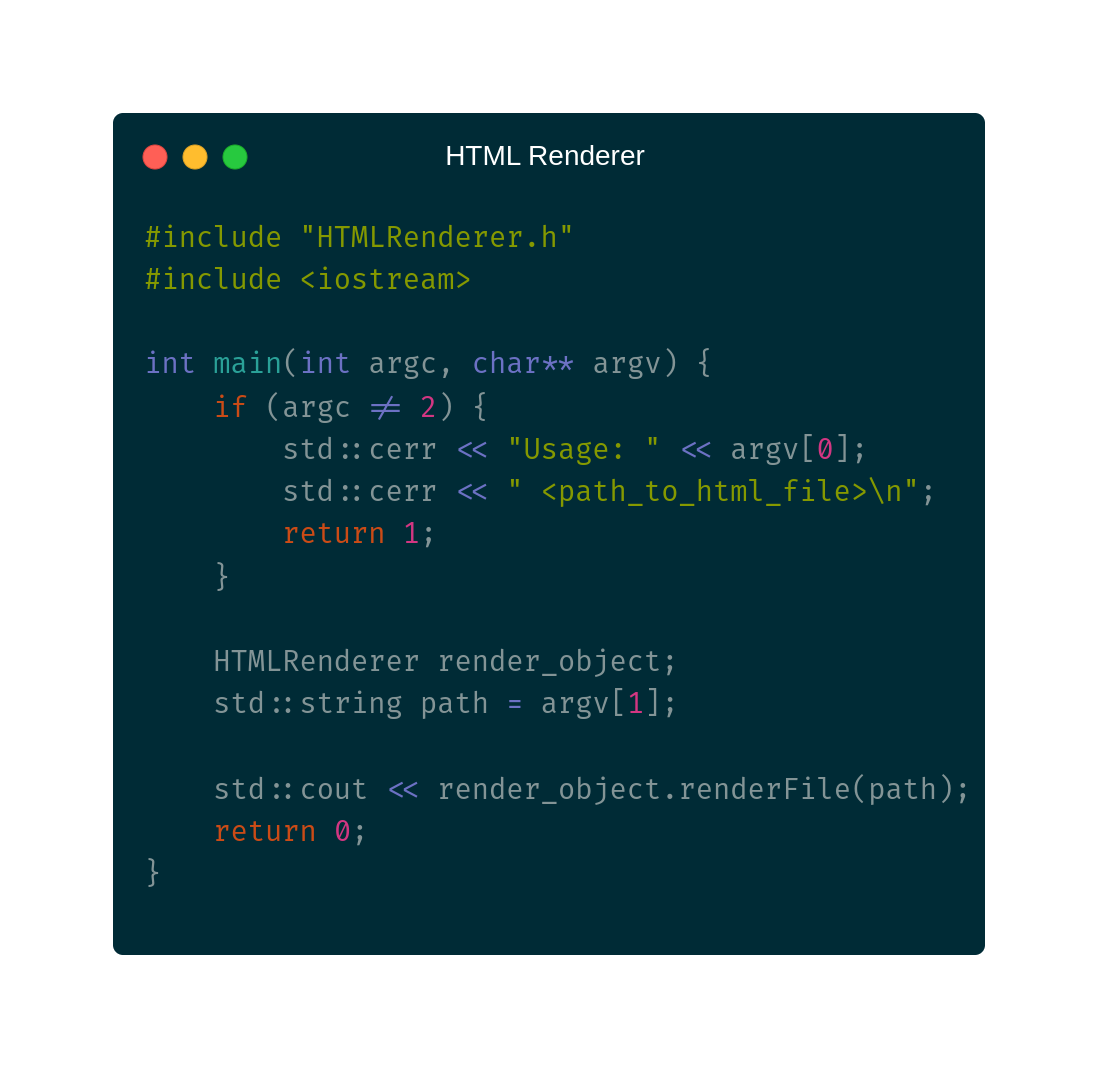 HTML Renderer
#include "HTMLRenderer.h"
#include <iostream>
int main(int argc, char** argv) {
if (argc != 2) {
std::cerr << "Usage: " << argv[0];
std::cerr << " <path_to_html_file>\n";
return 1;
}
HTMLRenderer render_object;
std::string path = argv[1];
std::cout << render_object.renderFile(path);
return 0;
}